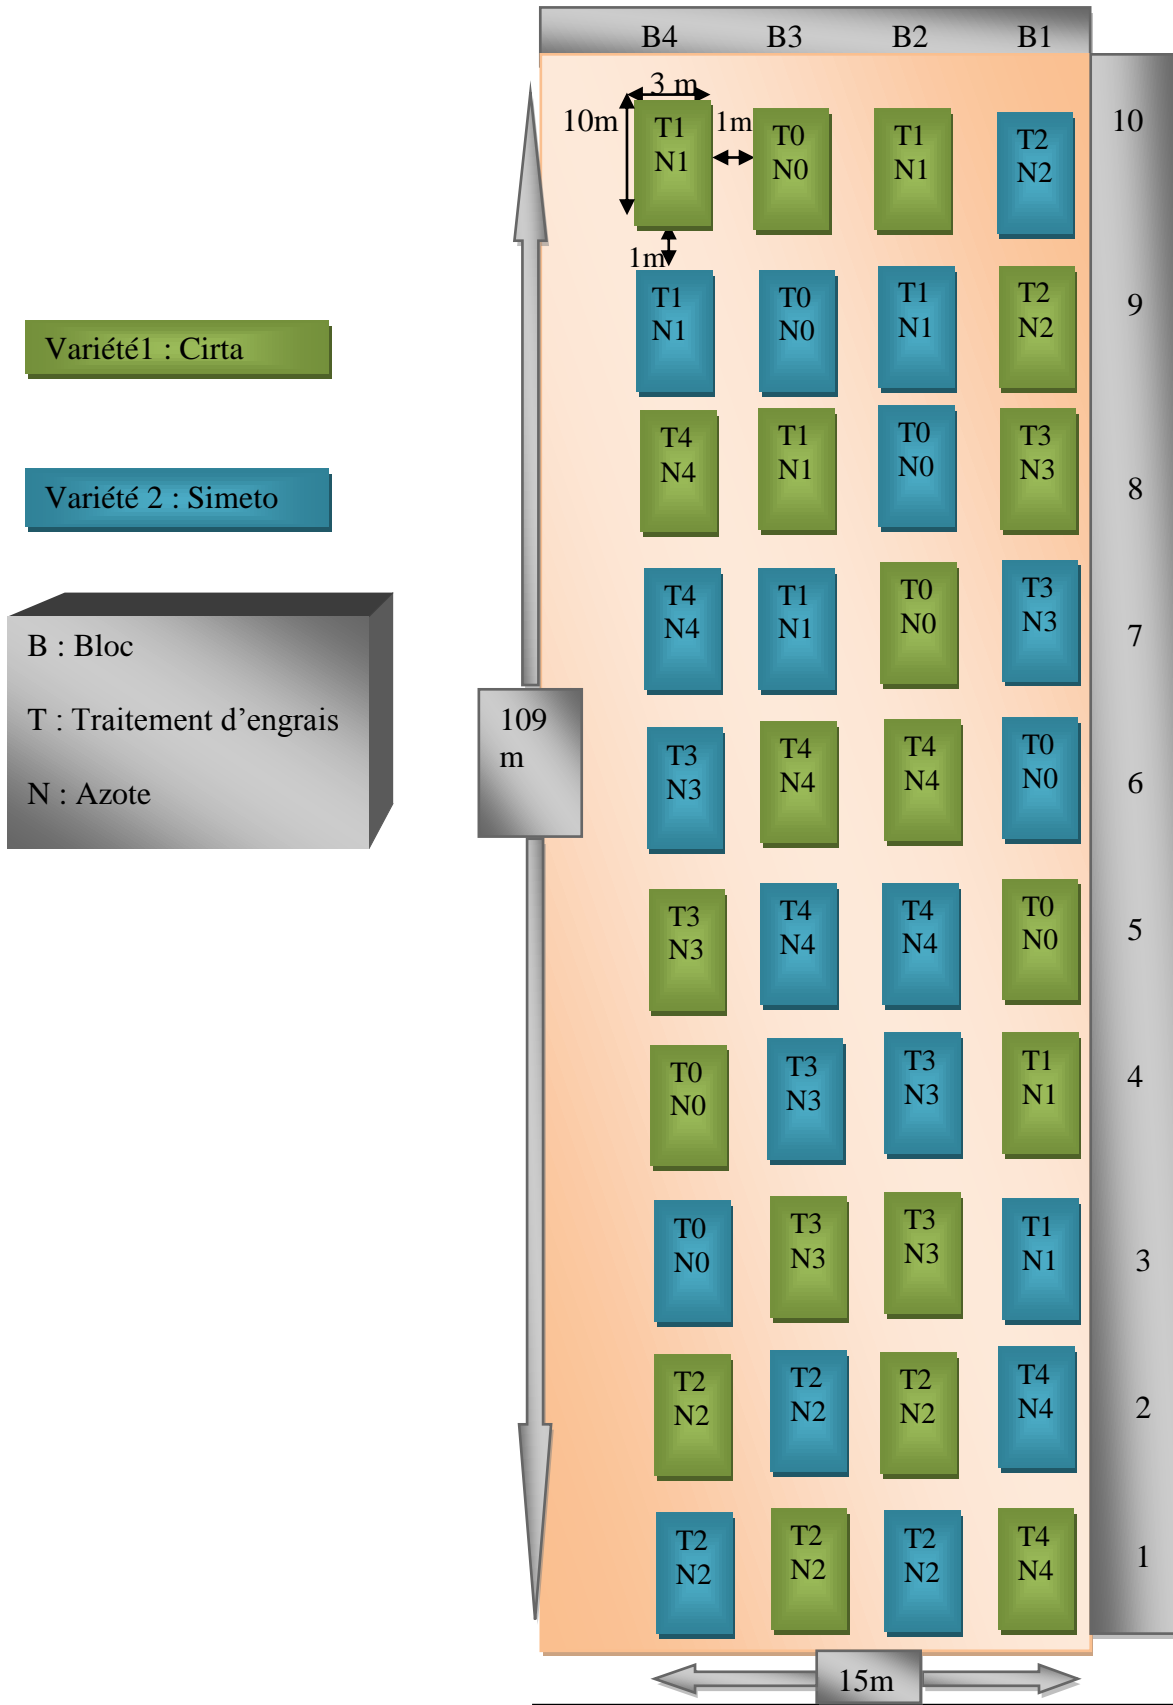 B4 B3 B2 B1
3 m
10m
1m
T1 T0 T1 T2 10
N1 N0 N1 N2
1m
T1 T0 T1 T2 9
N1 N0 N1 N2
Variété1 : Cirta
T4 T1 T0 T3
N4 N1 N0 N3 8
Variété 2 : Simeto
T4 T1 T0 T3
N4 N1 N0 N3 7
B : Bloc
T : Traitement d’engrais
N : Azote
109
m
T3 T4 T4 T0
N3 N4 N4 N0 6
T3 T4 T4 T0
N3 N4 N4 N0 5
T0 T3 T3 T1 4
N0 N3 N3 N1
T0 T3 T3 T1
N0 N3 N3 N1 3
T2 T2 T2 T4
N2 N2 N2 N4 2
T2 T2 T2 T4
N2 N2 N2 N4 1
15m